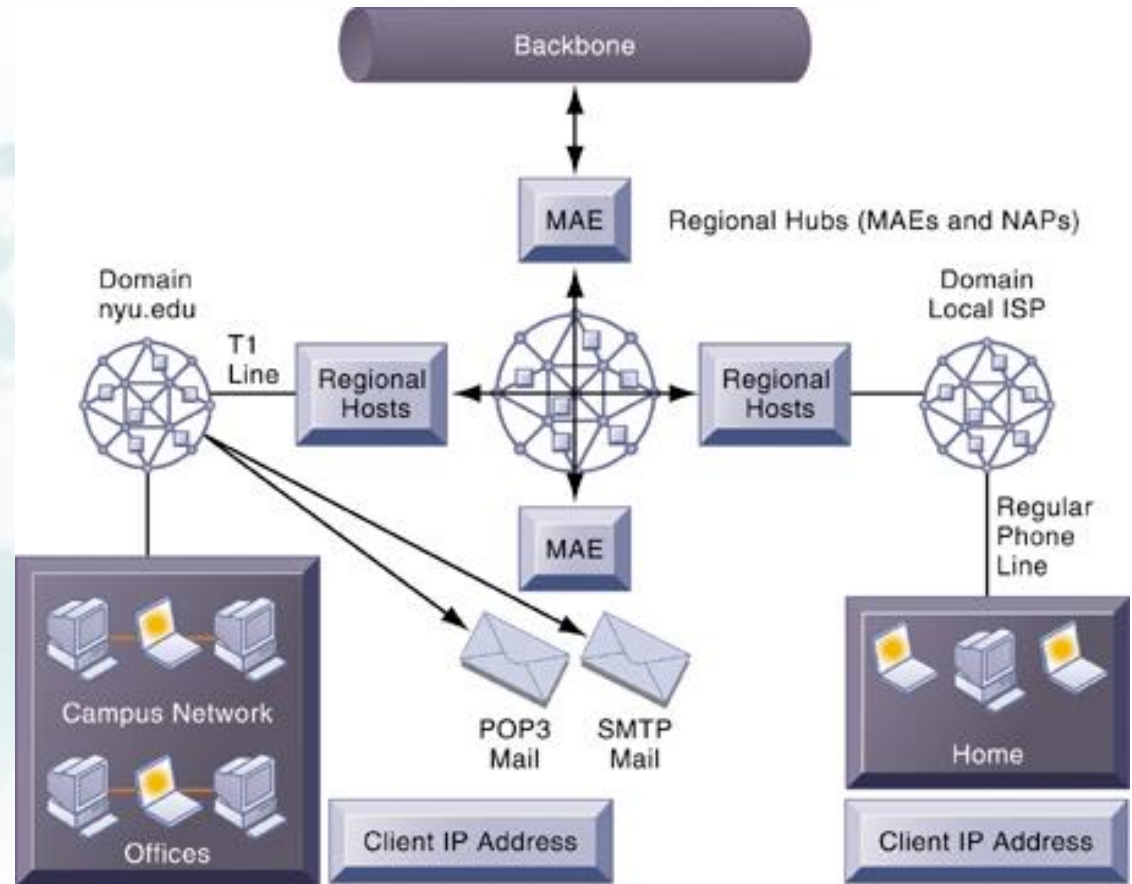 Backbone
MAE
Regional Hubs (MAEs and NAPs)
Domain
nyu.edu
Domain
Local ISP
T1
Line
Regional
Hosts
Regional
Hosts
MAE
Regular
Phone
Line
Campus Network
POP3
Mail
SMTP
Mail
Home
Offices
Client IP Address
Client IP Address